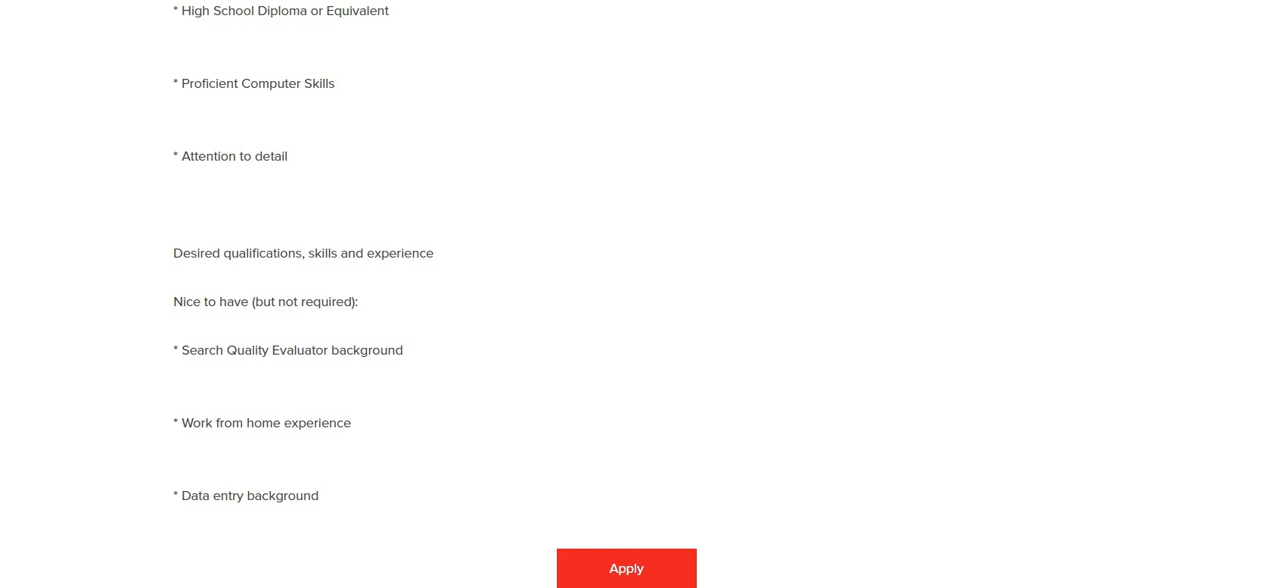 * High School Diploma or Equivalent
* Proficient Computer Skills
* Attention to detail
Desired qualifications, skills and experience
Nice to have (but not required):
* Search Quality Evaluator background
* Work from home experience
* Data entry background
Apply